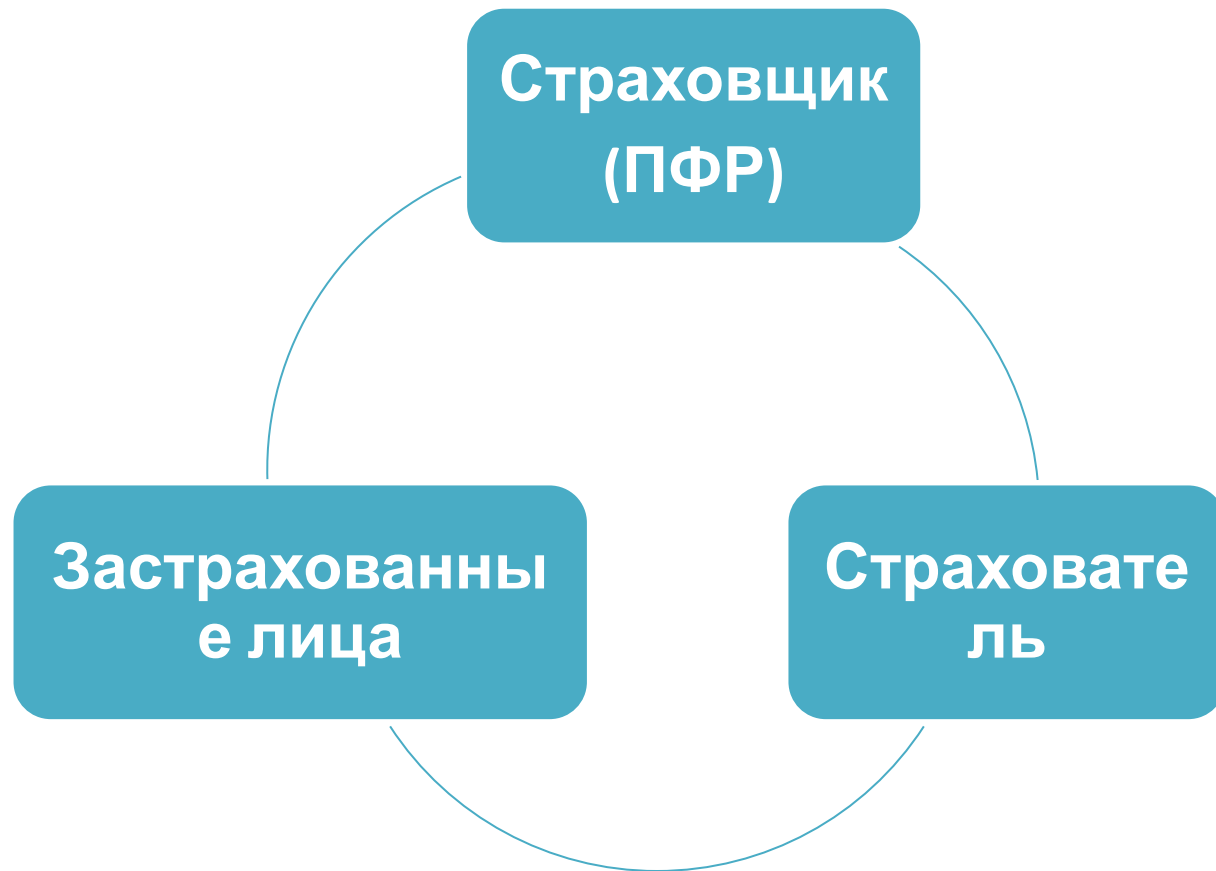 Страховщик
(ПФР)
Застрахованны
е лица
Страховате
ль